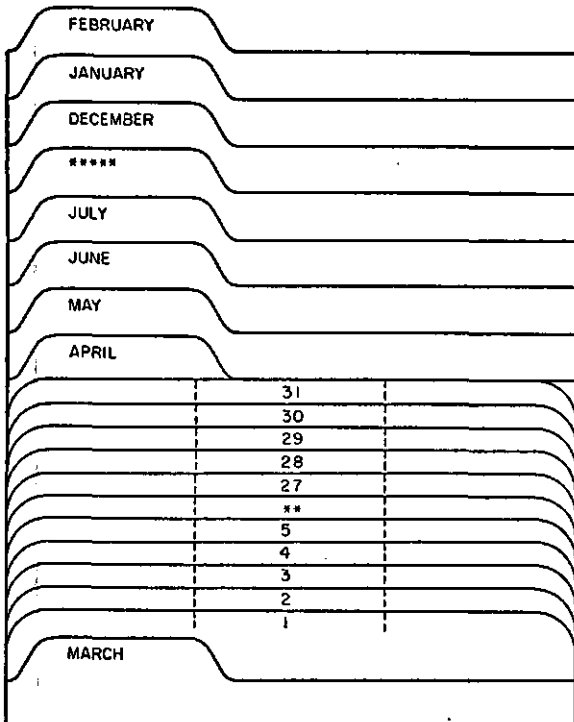 FEBRUARY
JANUARY
DECEMBER
*****
JULY
JUNE
MAY
APRIL
31
30
29
28
27
**
5
4
3
2
1
MARCH